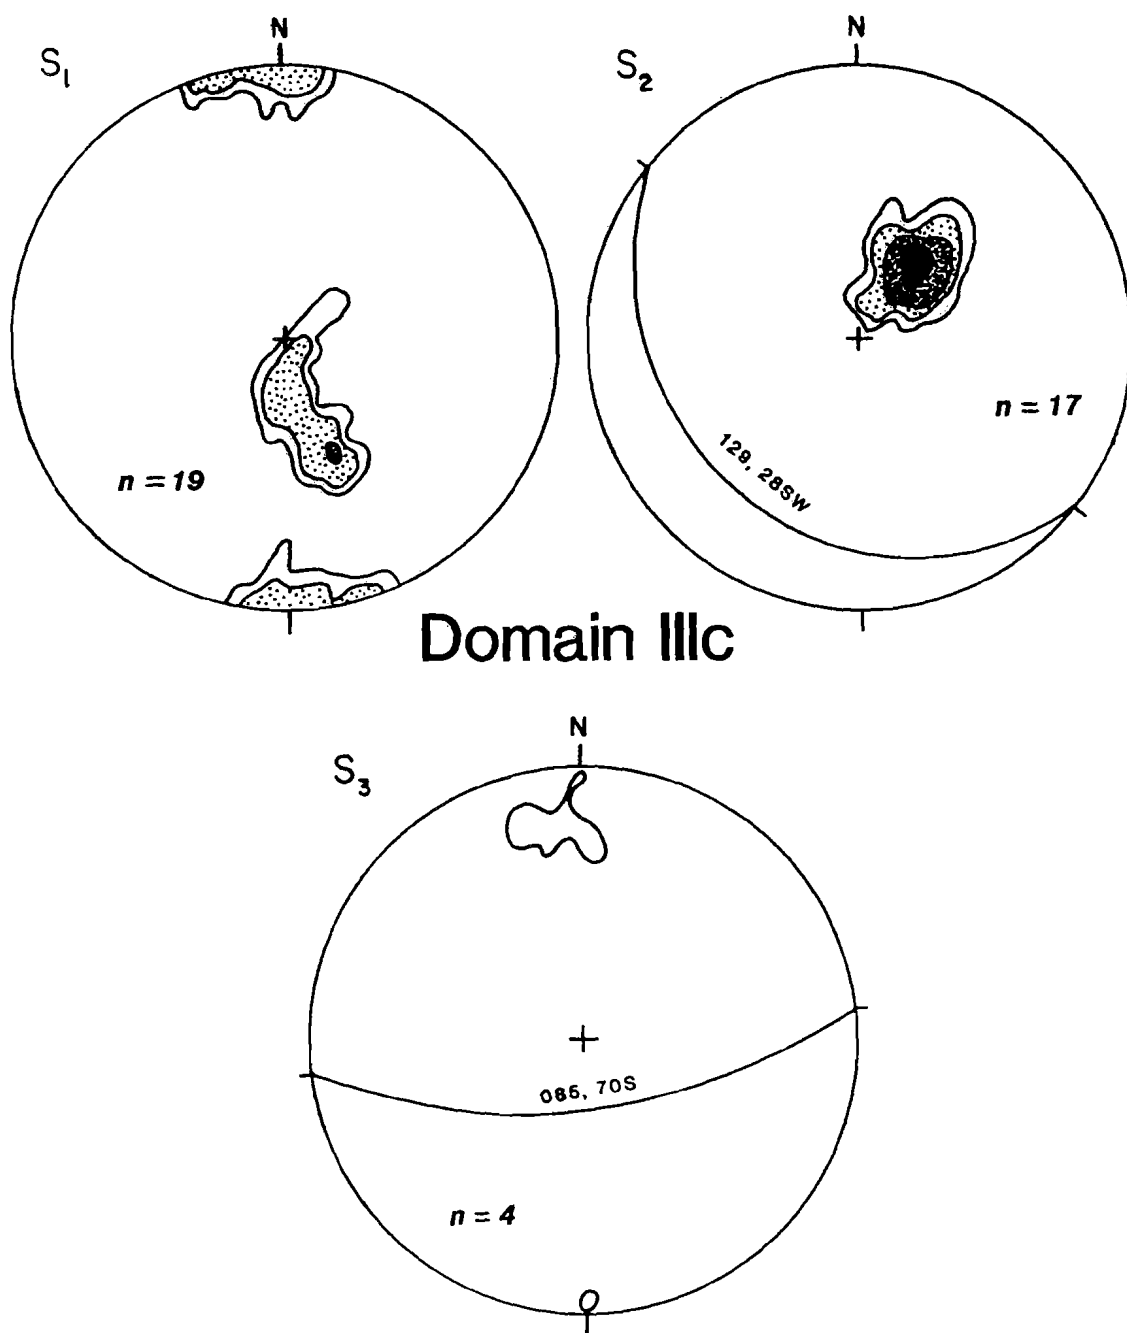 N
S1
n = 19
N
S2
n = 17
129, 28SW
Domain IIIc
N
S3
085, 70S
n = 4